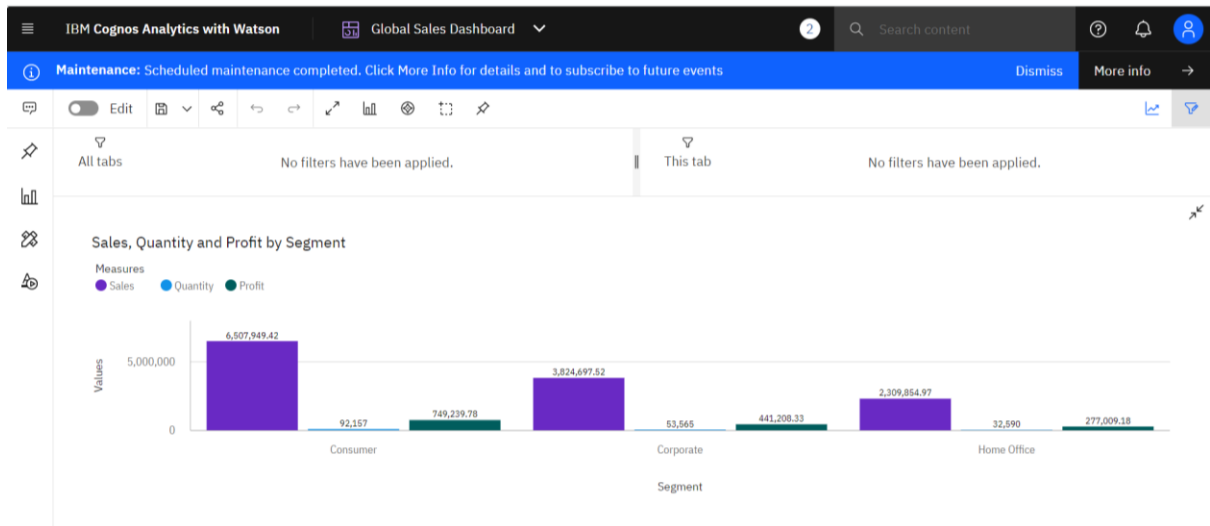 IBM Cognos Analytics with Watson
Global Sales Dashboard
2
Search content
Maintenance: Scheduled maintenance completed. Click More Info for details and to subscribe to future events
Dismiss
More info
Edit
All tabs
No filters have been applied.
This tab
No filters have been applied.
Sales, Quantity and Profit by Segment
Measures
Sales Quantity Profit
Values
5,000,000
0
6,507,949.42
92,157
749,239.78
3,824,697.52
53,565
441,208.33
2,309,854.97
32,590
277,009.18
Consumer
Corporate
Home Office
Segment